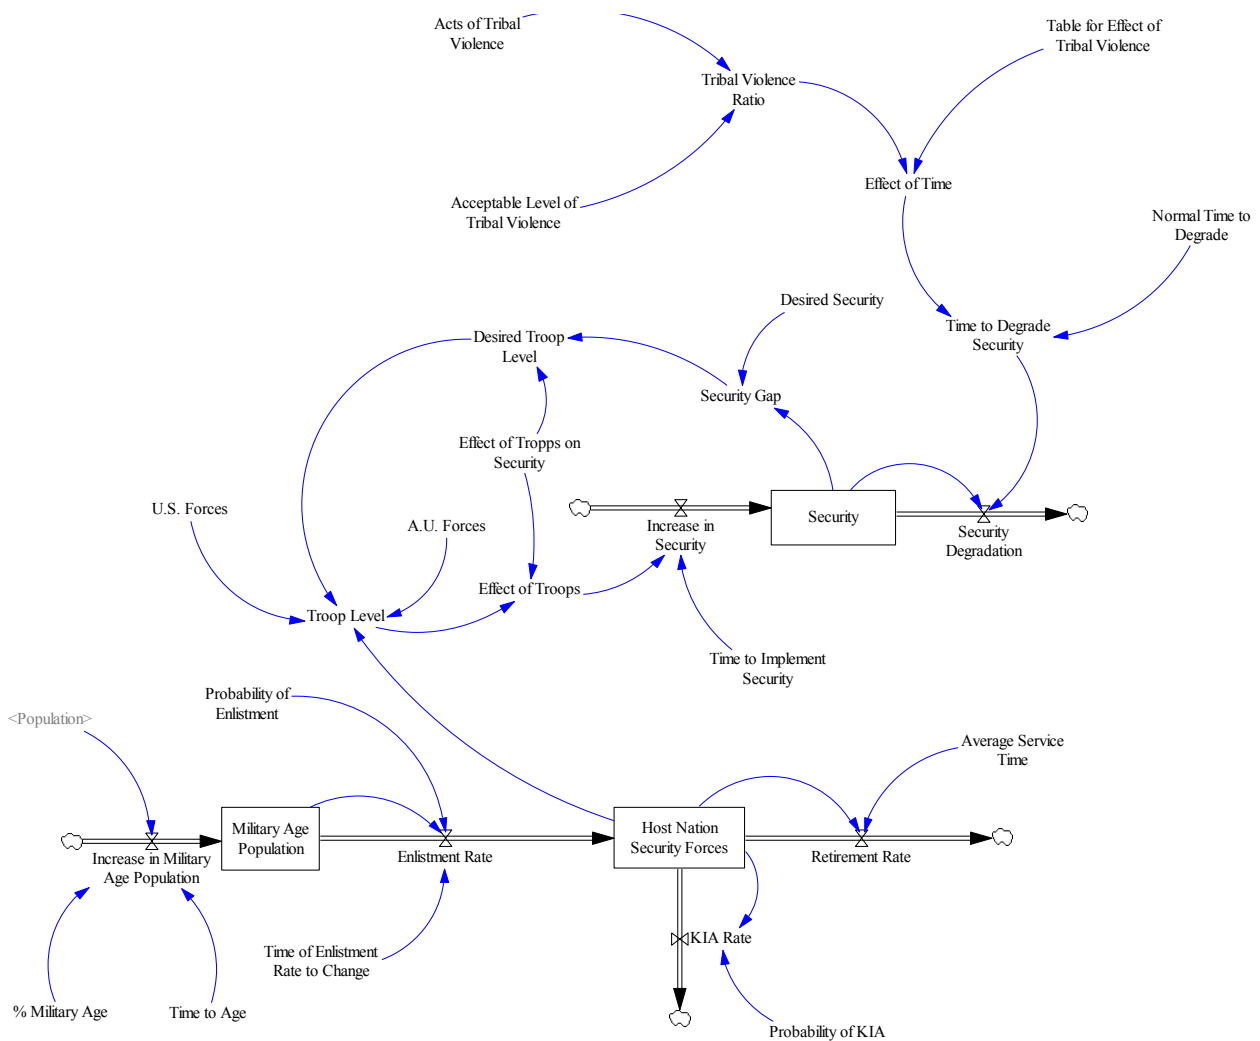 Acts of Tribal
Violence
Table for Effect of
Tribal Violence
Tribal Violence
Ratio
Effect of Time
Acceptable Level of
Tribal Violence
Normal Time to
Degrade
Desired Security
Time to Degrade
Security
Desired Troop
Level
Security Gap
Effect of Tropps on
Security
U.S. Forces
A.U. Forces
Increase in
Security
Security
Security
Degradation
Effect of Troops
Troop Level
Time to Implement
Security
Probability of
Enlistment
<Population>
Average Service
Time
Military Age
Population
Host Nation
Security Forces
Increase in Military
Age Population
Enlistment Rate
Retirement Rate
Time of Enlistment
Rate to Change
KIA Rate
% Military Age
Time to Age
Probability of KIA